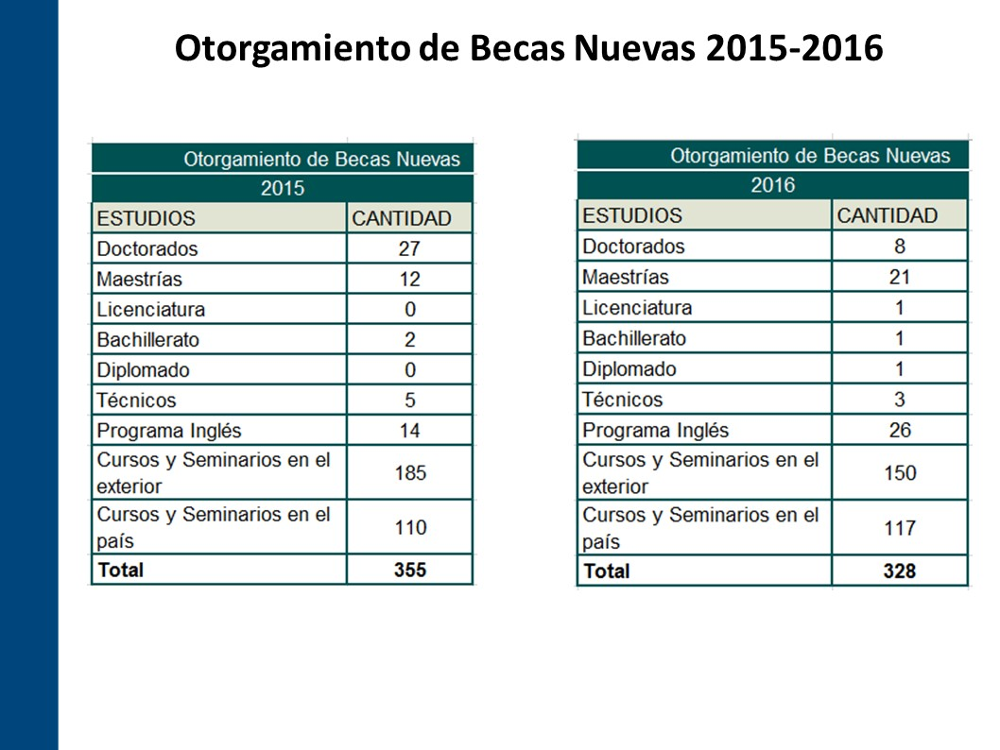 Otorgamiento de Becas Nuevas 2015-2016
Otorgamiento de Becas Nuevas
2015
ESTUDIOS CANTIDAD
Doctorados 27
Maestrías 12
Licenciatura 0
Bachillerato 2
Diplomado 0
Técnicos 5
Programa Inglés 14
Cursos y Seminarios en el
exterior 185
Cursos y Seminarios en el
país 110
Total 355
Otorgamiento de Becas Nuevas
2016
ESTUDIOS CANTIDAD
Doctorados 8
Maestrías 21
Licenciatura 1
Bachillerato 1
Diplomado 1
Técnicos 3
Programa Inglés 26
Cursos y Seminarios en el
exterior 150
Cursos y Seminarios en el
país 117
Total 328